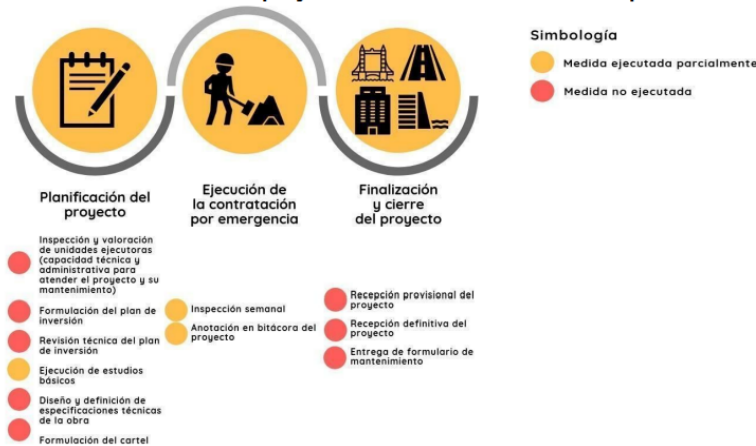 Simbología
Medida ejecutada parcialmente
Medida no ejecutada
Planificación del
proyecto
Inspección y valoración
de unidades ejecutoras
(capacidad técnica y
administrativa para
atender el proyecto y su
mantenimiento)
Formulación del plan de
inversión
Revisión técnica del plan
de inversión
Ejecución de estudios
básicos
Diseño y definición de
especificaciones técnicas
de la obra
Formulación del cartel
Ejecución de
la contratación
por emergencia
Inspección semanal
Anotación en bitácora del
proyecto
Finalización
y cierre
del proyecto
Recepción provisional del
proyecto
Recepción definitiva del
proyecto
Entrega de formulario de
mantenimiento